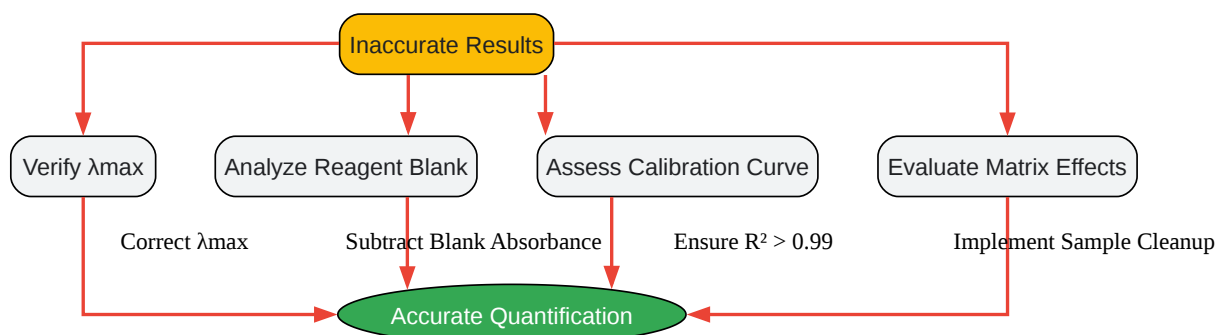 Inaccurate Results
Verify λmax
Analyze Reagent Blank
Assess Calibration Curve
Evaluate Matrix Effects
Correct λmax
Subtract Blank Absorbance
Ensure R² > 0.99
Implement Sample Cleanup
Accurate Quantification